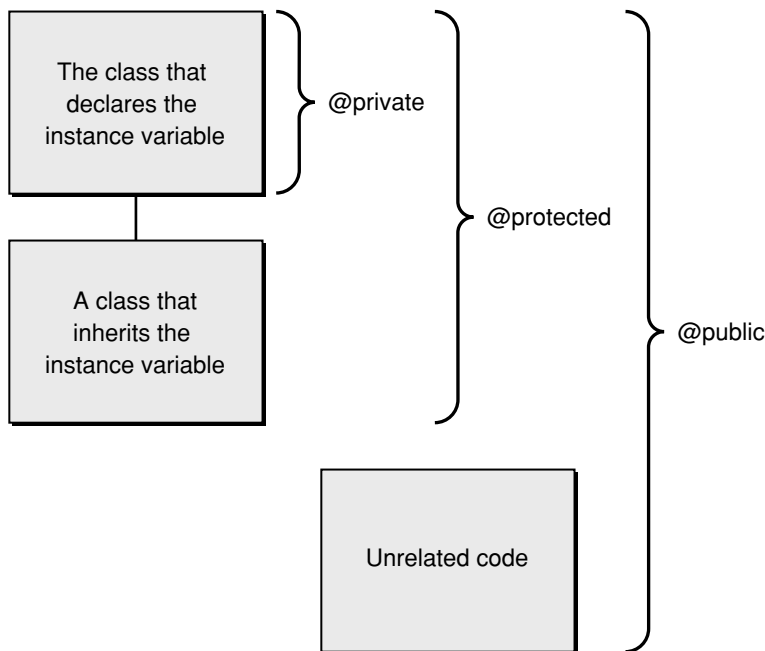 The class that
declares the
instance variable
@private
@protected
A class that
inherits the
instance variable
@public
Unrelated code